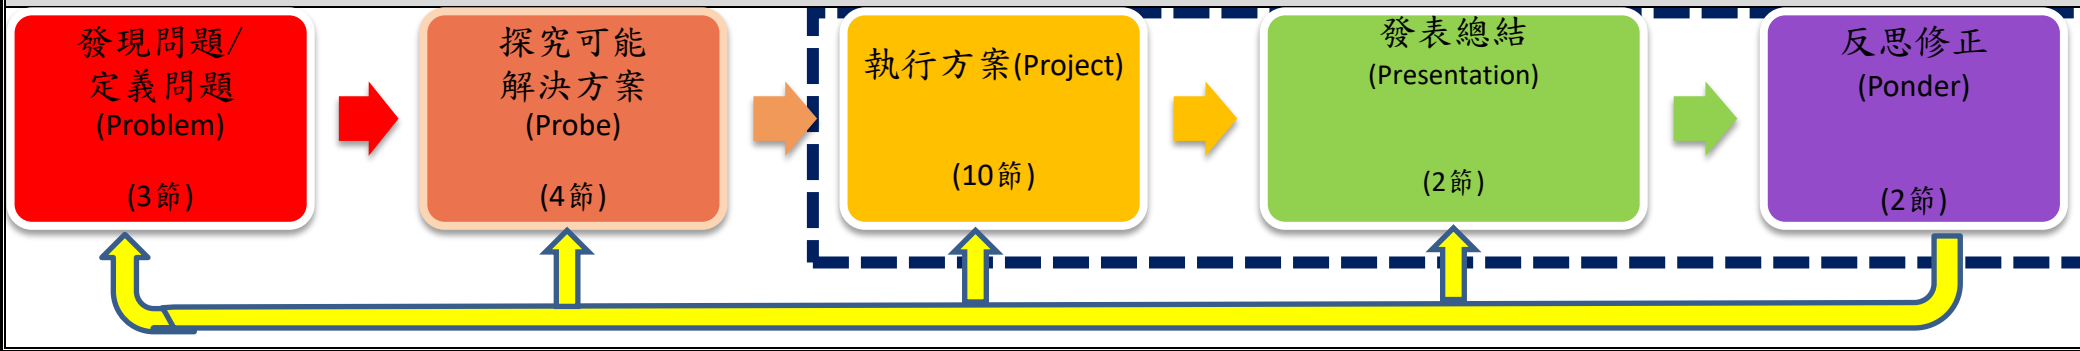 發現問題/
定義問題
(Problem)
(3節)
探究可能
解決方案
(Probe)
(4節)
執行方案(Project)
(10節)
發表總結
(Presentation)
(2節)
反思修正
(Ponder)
(2節)